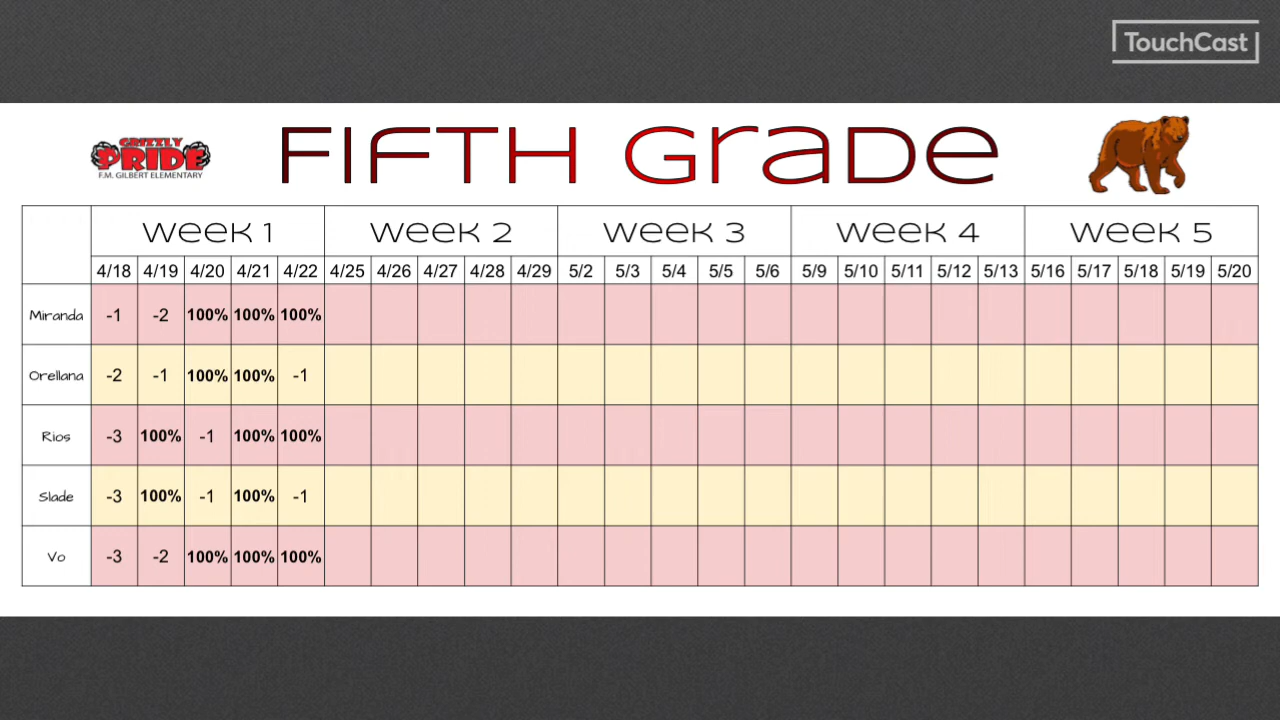 TouchCast
GRIZZLY
PRIDE
F.M. GILBERT ELEMENTARY
FIFTH GRADE
Week 1 Week 2 Week 3 Week 4 Week 5
4/18 4/19 4/20 4/21 4/22 4/25 4/26 4/27 4/28 4/29 5/2 5/3 5/4 5/5 5/6 5/9 5/10 5/11 5/12 5/13 5/16 5/17 5/18 5/19 5/20
Miranda -1 -2 100% 100% 100%
Orellana -2 -1 100% 100% -1
Rios -3 100% -1 100% 100%
Slade -3 100% -1 100% -1
Vo -3 -2 100% 100% 100%